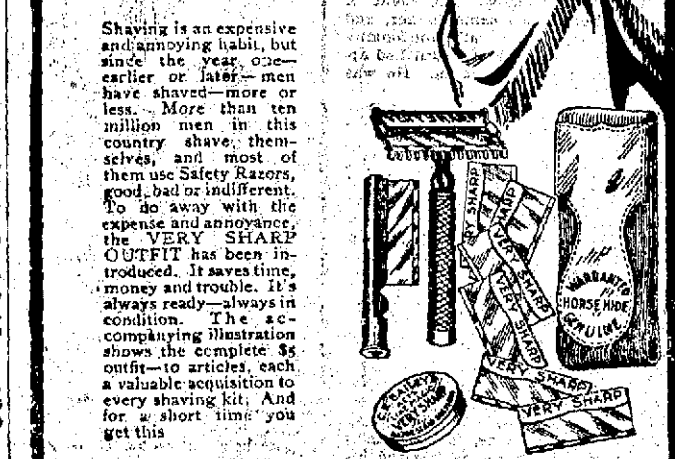 Shaving is an expensive
and annoying habit, but
since the year one—
earlier or later—men
have shaved—more or
less. More than ten
million men in this
country shave them-
selves, and most of
them use Safety Razors,
good, bad or indifferent.
To do away with the
expense and annoyance,
the VERY SHARP
OUTFIT has been in-
troduced. It saves time,
money and trouble. It's
always ready—always in
condition. The ac-
companying illustration
shows the complete $5
outfit—10 articles, each
a valuable acquisition to
every shaving kit. And
for a short time you
get this
and
He was
VERY SHARP
VERY SHARP
VERY SHARP
VERY SHARP
VERY SHARP
WARRANTED
HORSE HIDE
GENUINE
VERY SHARP